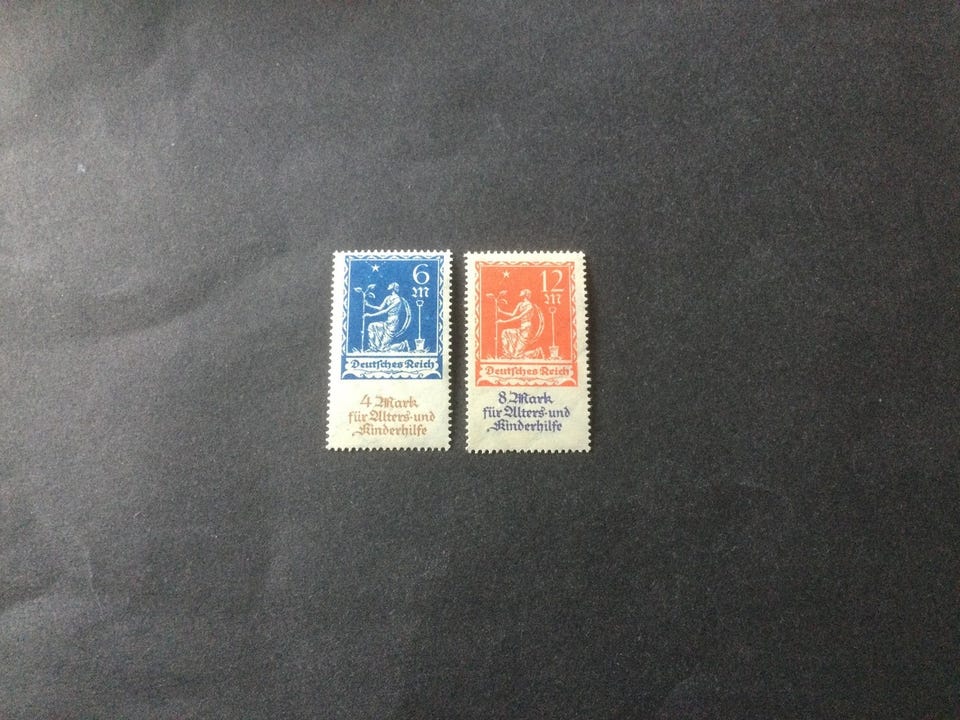 6
M
Deutsches Reich
4 Mark
für Alters- und
Kinderhilfe
12
M
Deutsches Reich
8 Mark
für Alters- und
Kinderhilfe